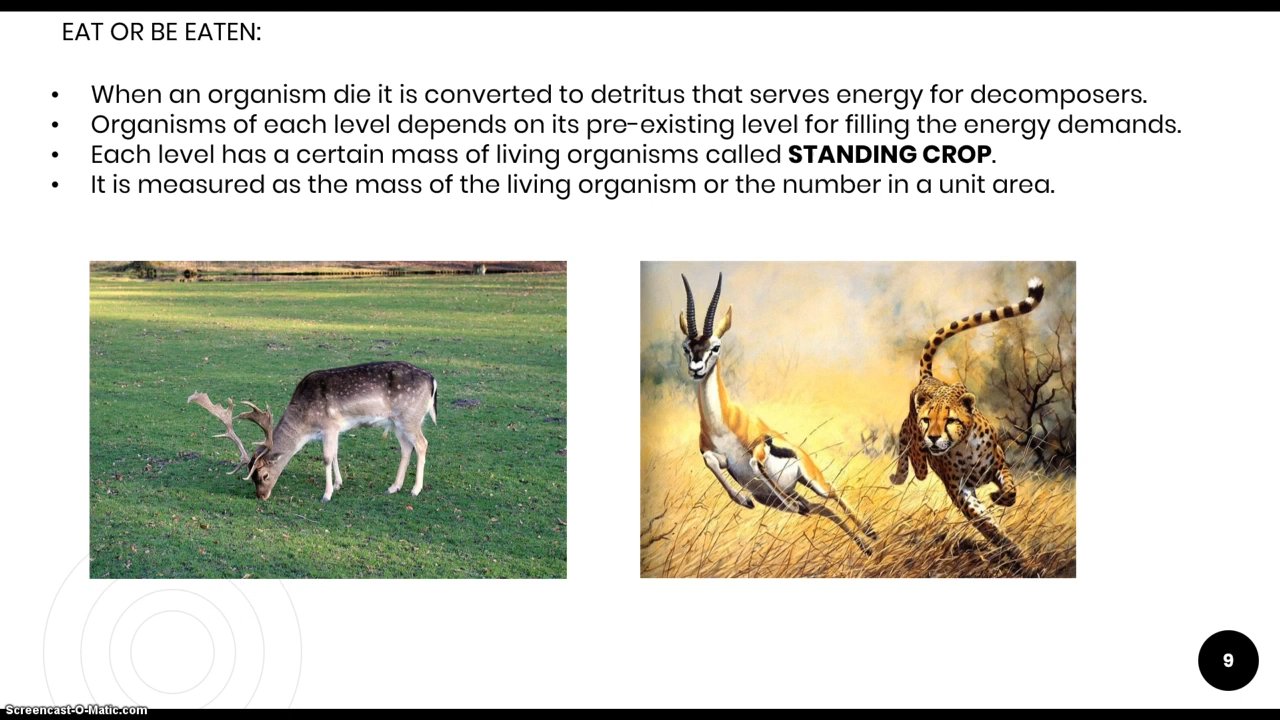 EAT OR BE EATEN:
• When an organism die it is converted to detritus that serves energy for decomposers.
• Organisms of each level depends on its pre-existing level for filling the energy demands.
• Each level has a certain mass of living organisms called STANDING CROP.
• It is measured as the mass of the living organism or the number in a unit area.
9
Screencast-O-Matic.com